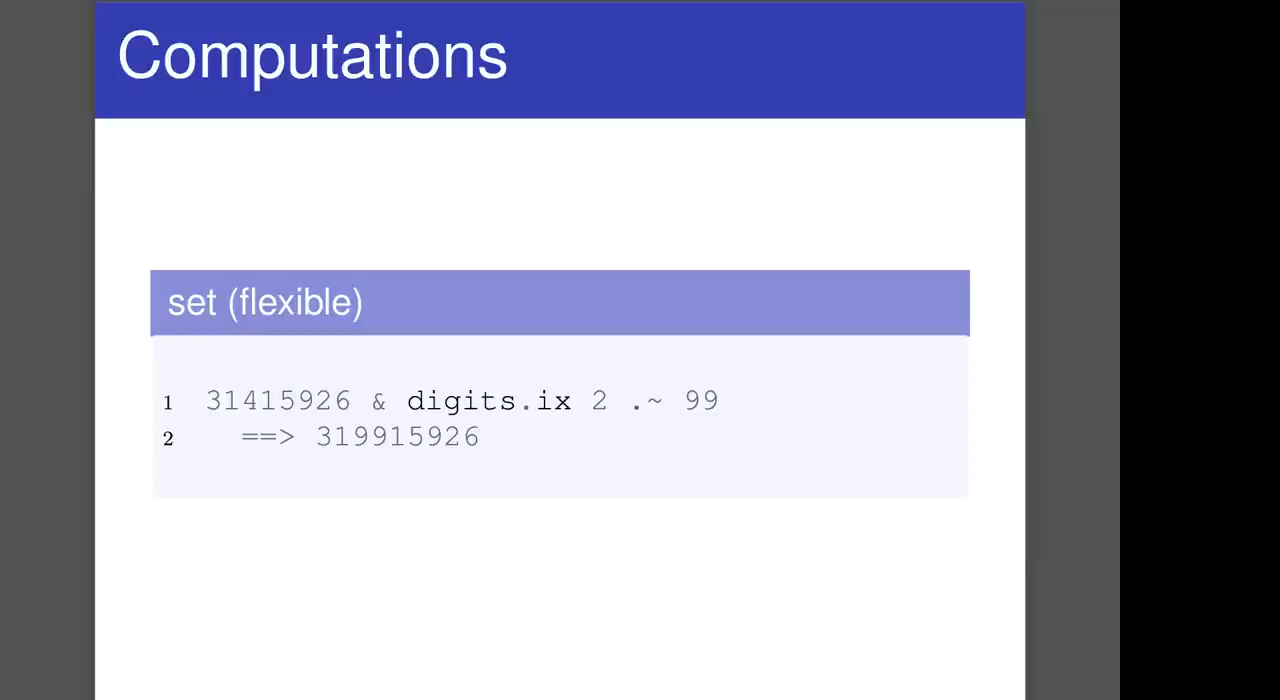 Computations
set (flexible)
1 31415926 & digits.ix 2 .~ 99
2 ==> 319915926